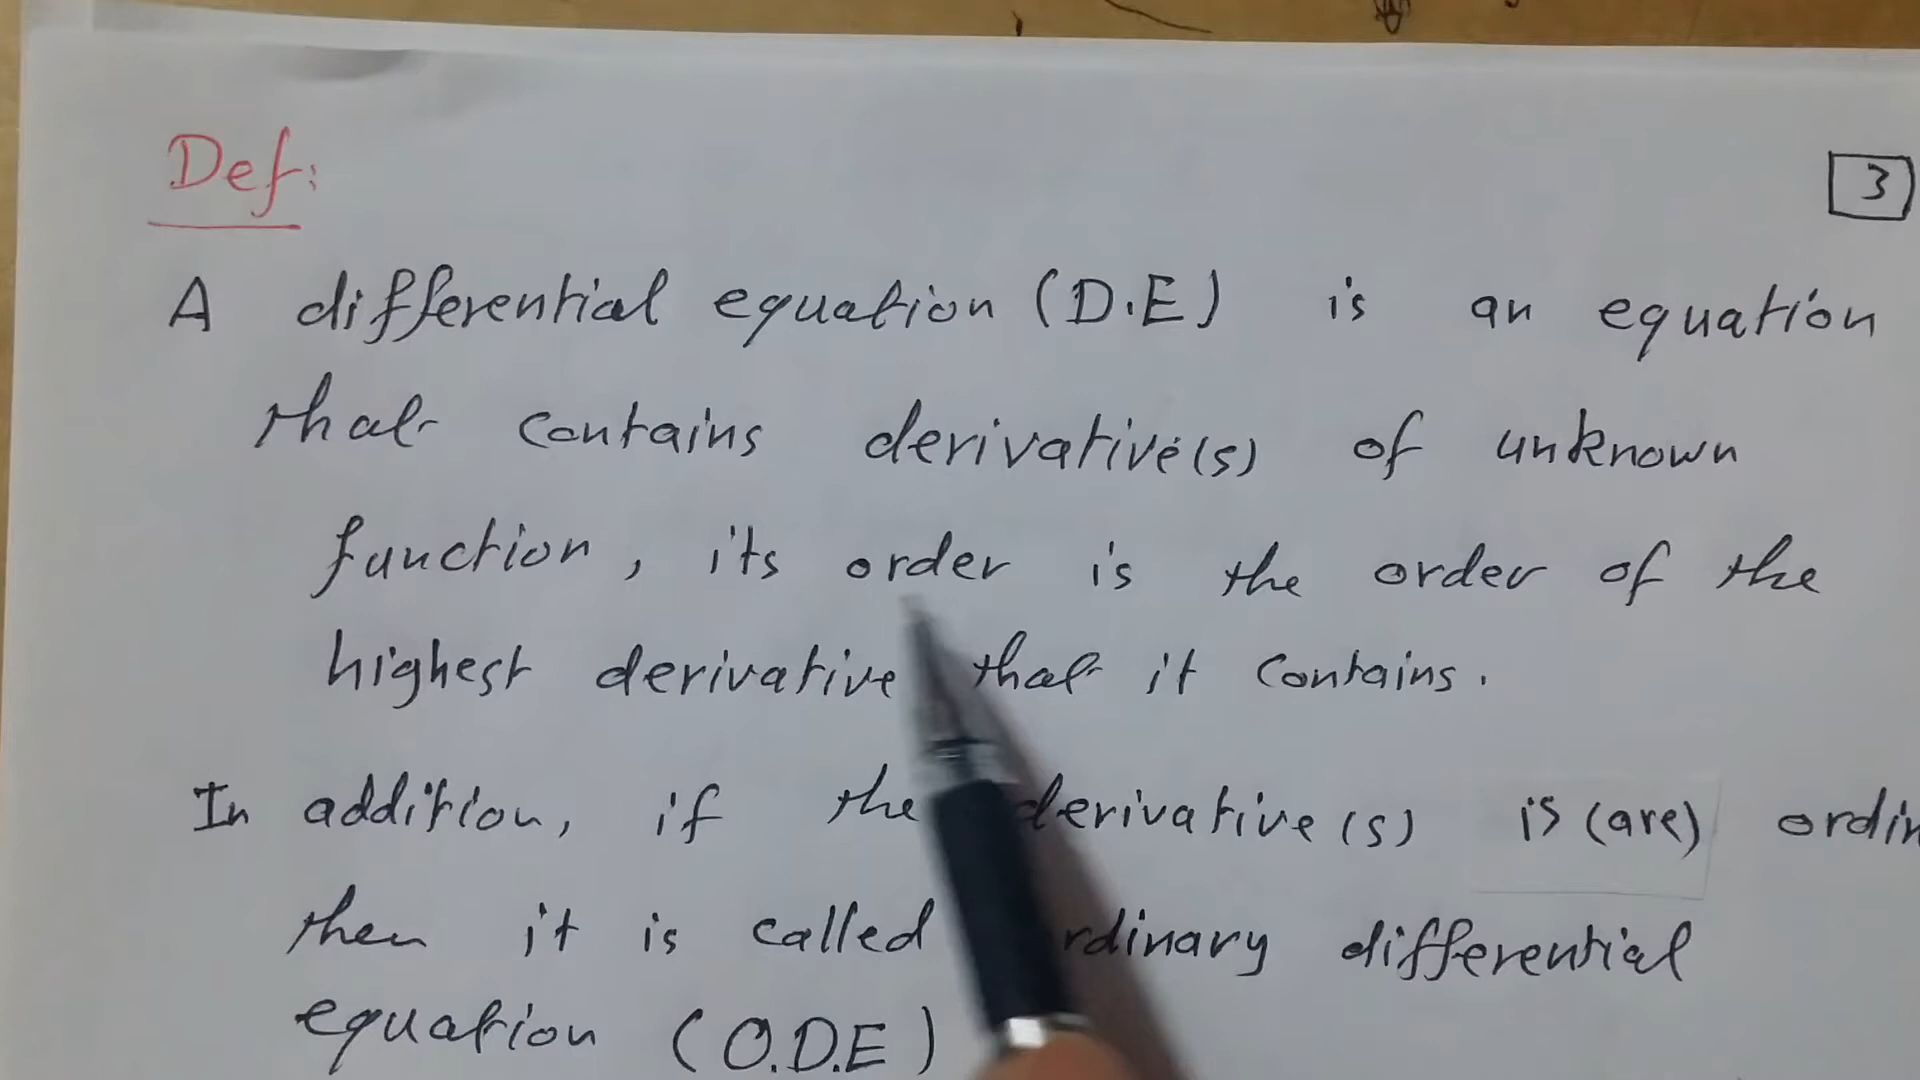 Def:
3
A differential equation (D.E) is an equation
that contains derivative(s) of unknown
function, its order is the order of the
highest derivative that it contains.
In addition, if the derivative(s) is (are) ordin
then it is called rdinary differential
equation (O.D.E)